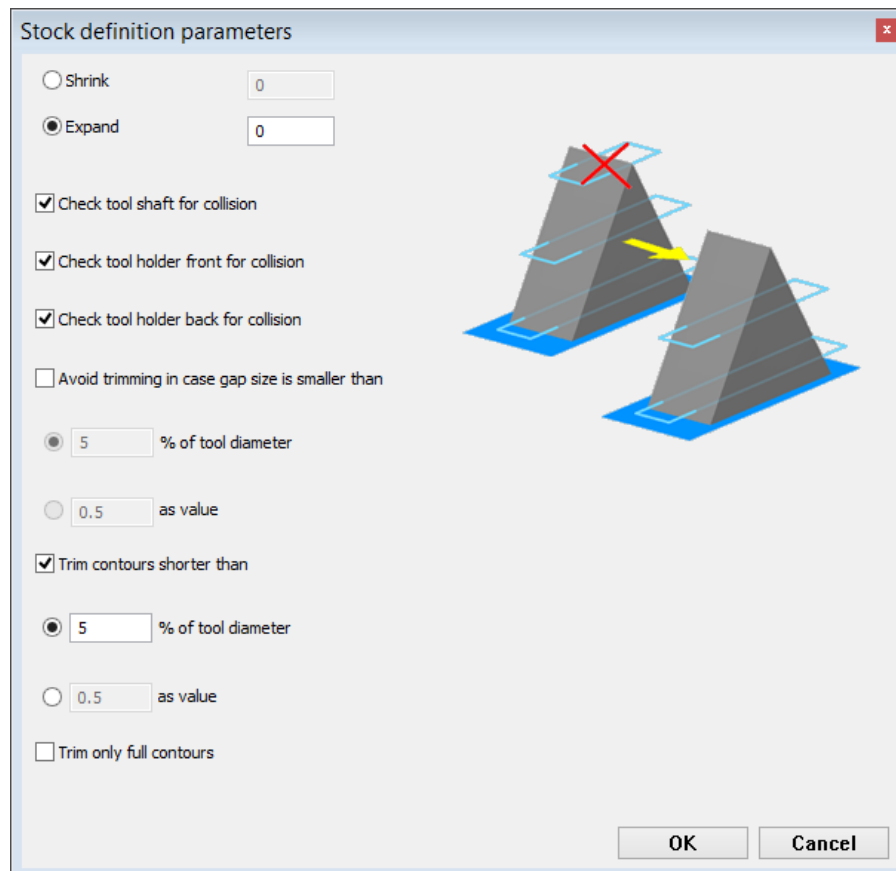 Stock definition parameters
x
Shrink 0
Expand 0
Check tool shaft for collision
Check tool holder front for collision
Check tool holder back for collision
Avoid trimming in case gap size is smaller than
5 % of tool diameter
0.5 as value
Trim contours shorter than
5 % of tool diameter
0.5 as value
Trim only full contours
OK Cancel